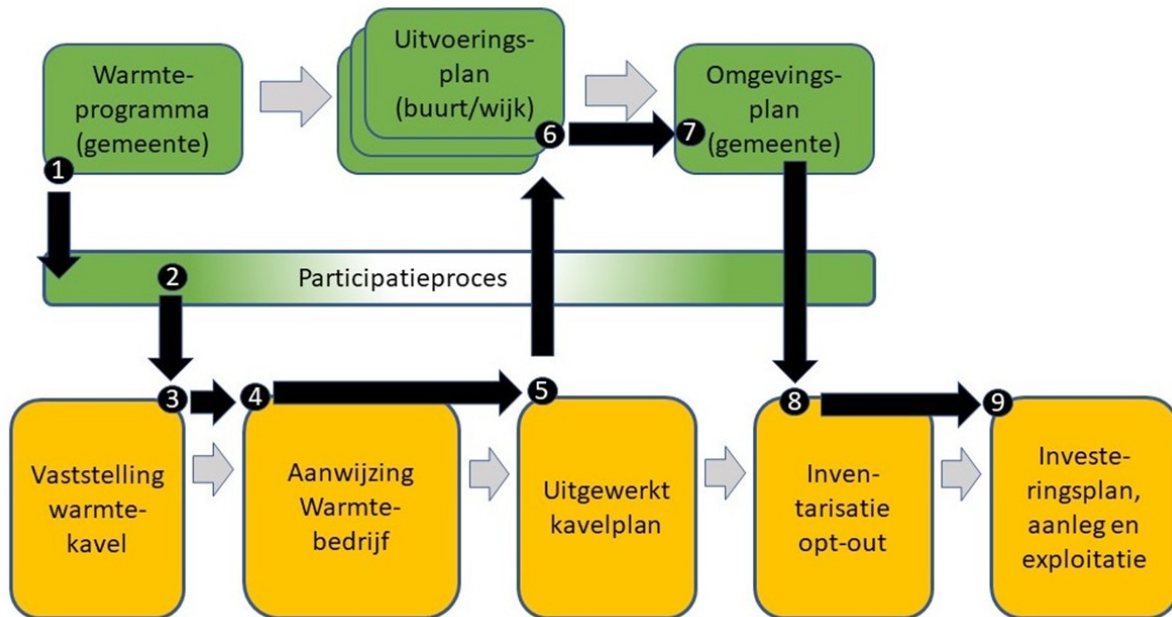 Warmte-
programma
(gemeente)
1
Uitvoerings-
plan
(buurt/wijk)
6
Omgevings-
plan
(gemeente)
7
2
Participatieproces
3
Vaststelling
warmte-
kavel
4
Aanwijzing
Warmte-
bedrijf
5
Uitgewerkt
kavelplan
8
Inven-
tarisatie
opt-out
9
Investe-
ringsplan,
aanleg en
exploitatie